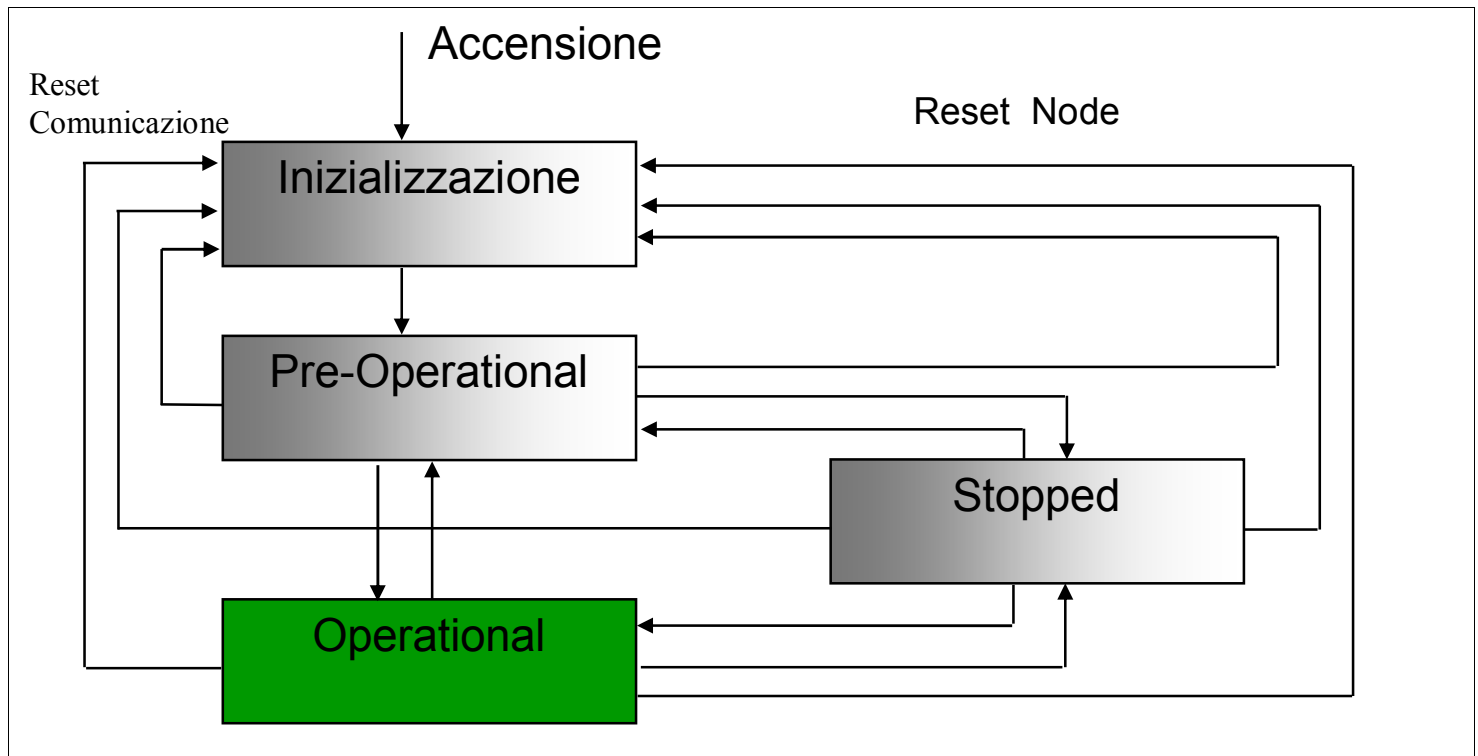 Accensione
Reset
Comunicazione
Reset Node
Inizializzazione
Pre-Operational
Stopped
Operational